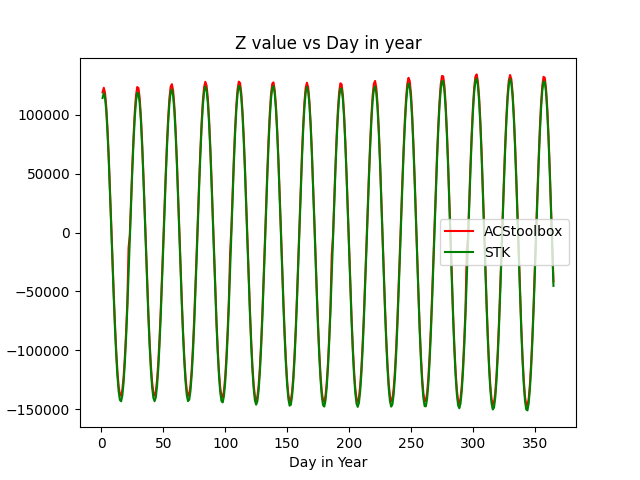 Z value vs Day in year
100000
50000
0
−50000
−100000
−150000
ACStoolbox
STK
0 50 100 150 200 250 300 350
Day in Year